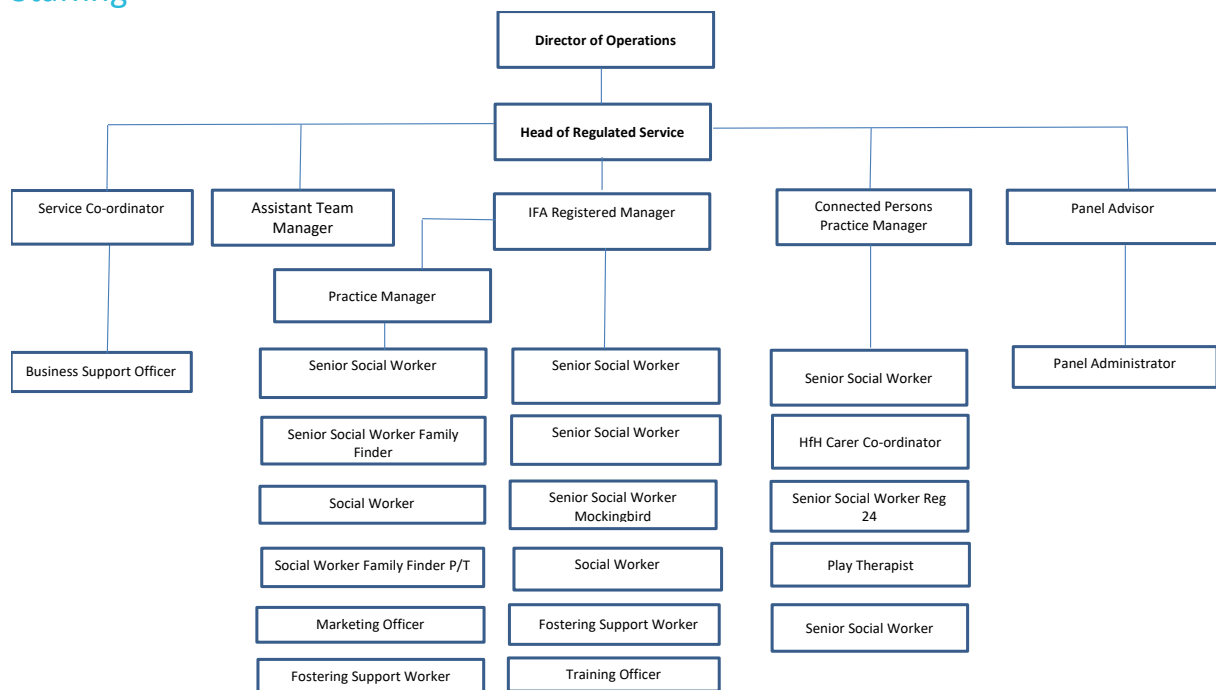 Staffing
Director of Operations
Head of Regulated Service
Service Co-ordinator
Assistant Team
Manager
IFA Registered Manager
Connected Persons
Practice Manager
Panel Advisor
Practice Manager
Business Support Officer
Senior Social Worker
Senior Social Worker
Senior Social Worker
Panel Administrator
Senior Social Worker Family
Finder
Senior Social Worker
HfH Carer Co-ordinator
Social Worker
Senior Social Worker
Mockingbird
Senior Social Worker Reg
24
Social Worker Family Finder P/T
Social Worker
Play Therapist
Marketing Officer
Fostering Support Worker
Senior Social Worker
Fostering Support Worker
Training Officer